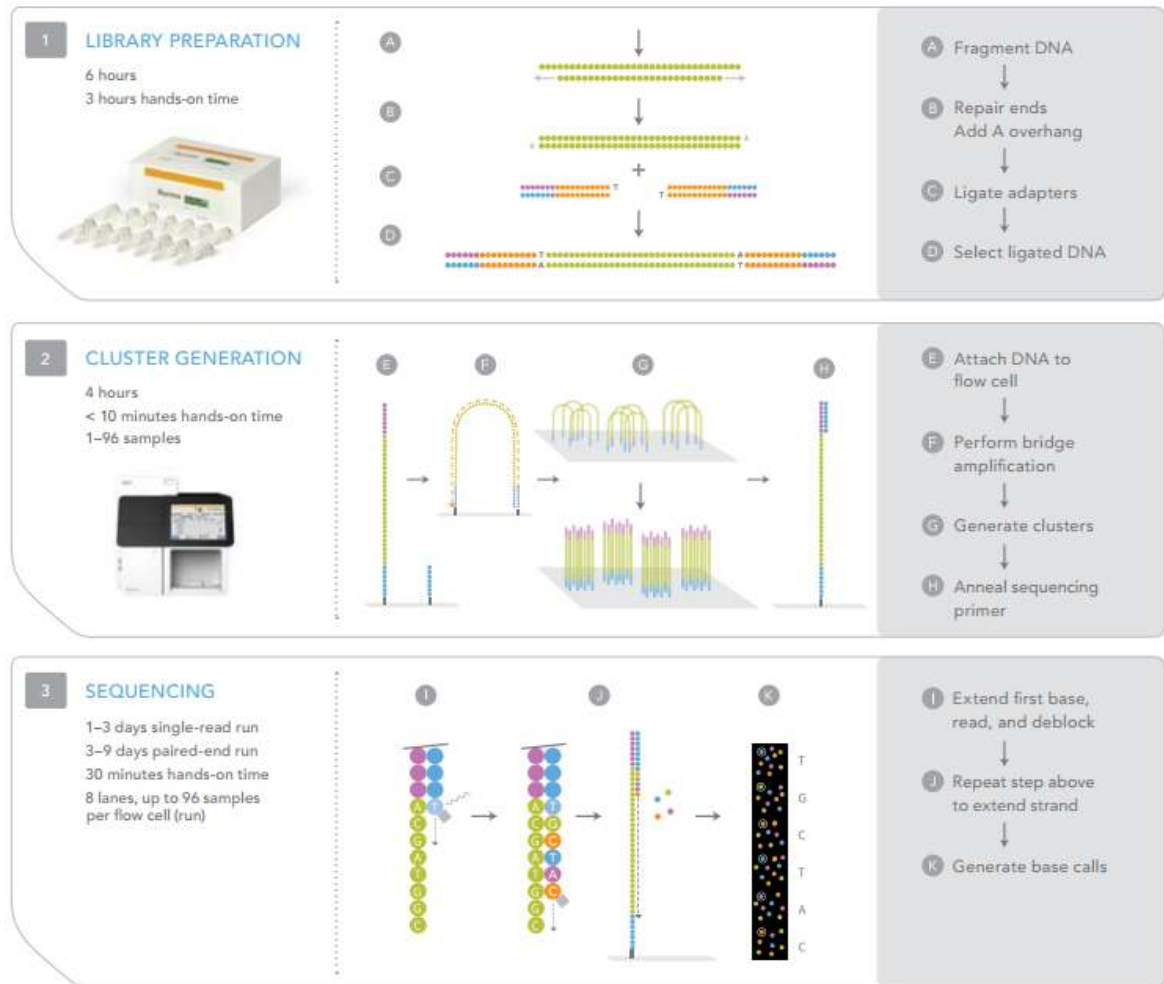 1
LIBRARY PREPARATION
6 hours
3 hours hands-on time
A
B
A
A
C
T
T
D
T
A
A
T
A Fragment DNA
B Repair ends
Add A overhang
C Ligate adapters
D Select ligated DNA
2
CLUSTER GENERATION
4 hours
< 10 minutes hands-on time
1–96 samples
E
F
G
H
E Attach DNA to
flow cell
F Perform bridge
amplification
G Generate clusters
H Anneal sequencing
primer
3
SEQUENCING
1–3 days single-read run
3–9 days paired-end run
30 minutes hands-on time
8 lanes, up to 96 samples
per flow cell (run)
I
A T
C
G
A
T
G
G
C
J
A T
C G
G C
A T
T A
G C
G
C
K
T
G
C
T
A
C
I Extend first base,
read, and deblock
J Repeat step above
to extend strand
K Generate base calls